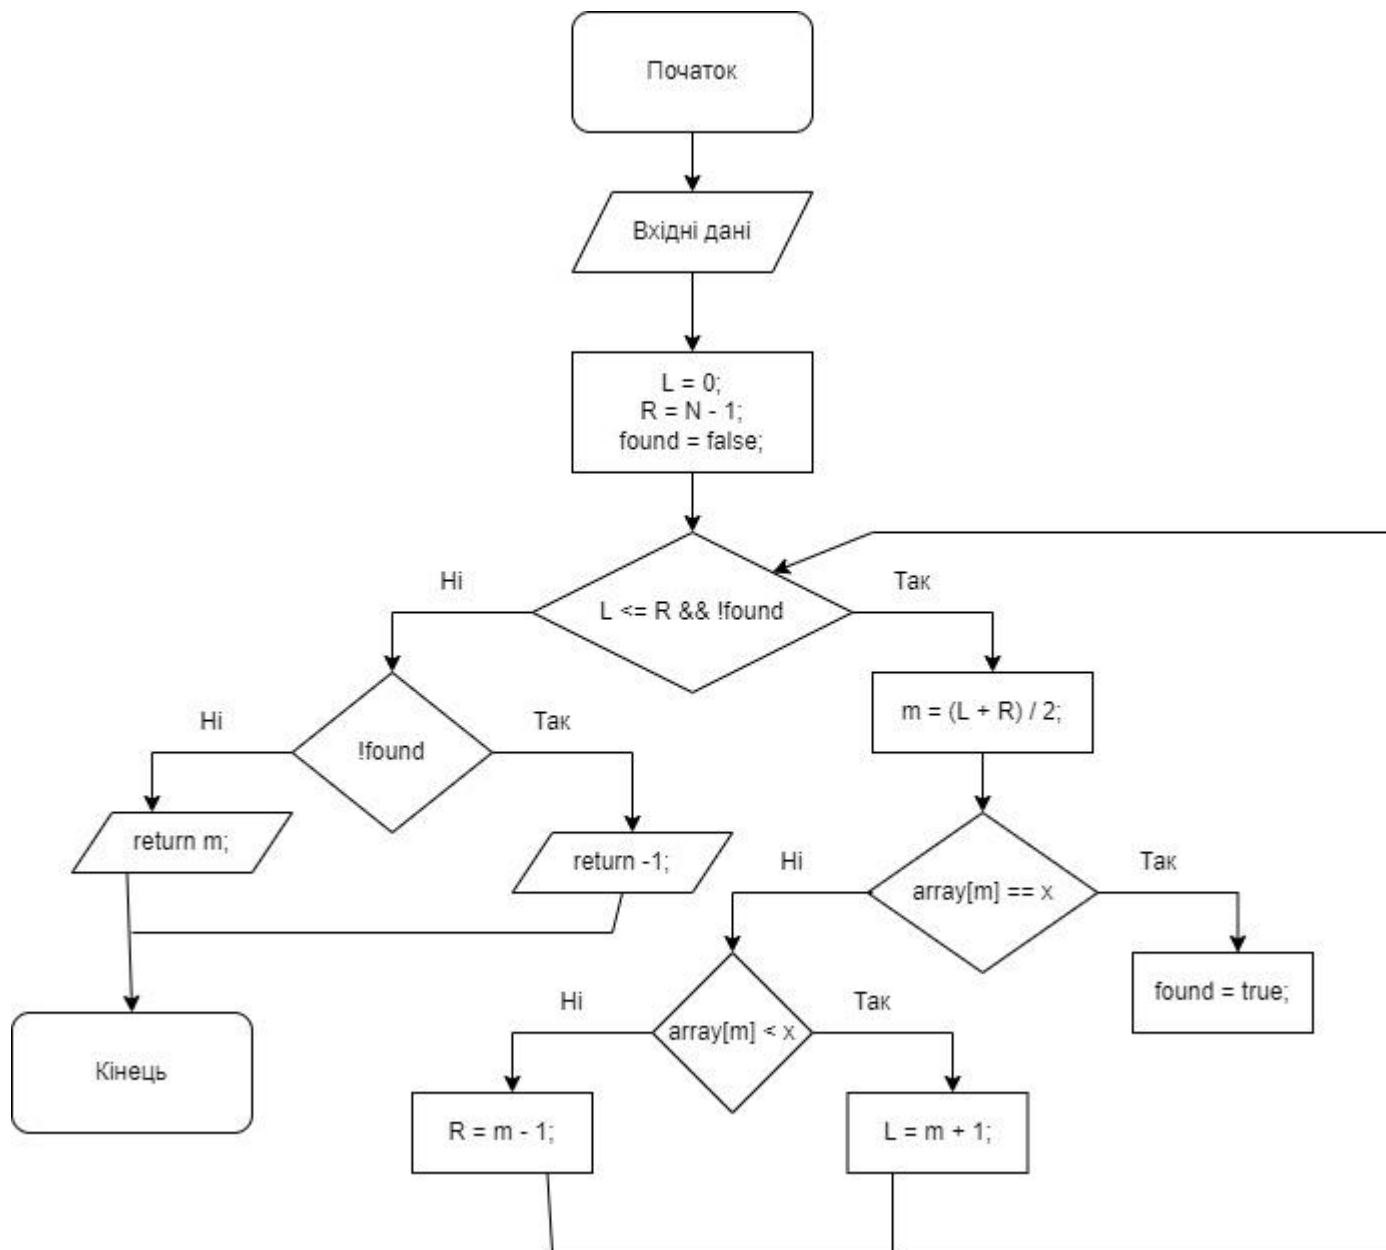 Початок
Вхідні дані
L = 0;
R = N - 1;
found = false;
Ні
Так
L <= R && !found
Ні
Так
!found
m = (L + R) / 2;
return m;
return -1;
Ні
Так
array[m] == x
Ні
Так
array[m] < x
found = true;
Кінець
R = m - 1;
L = m + 1;